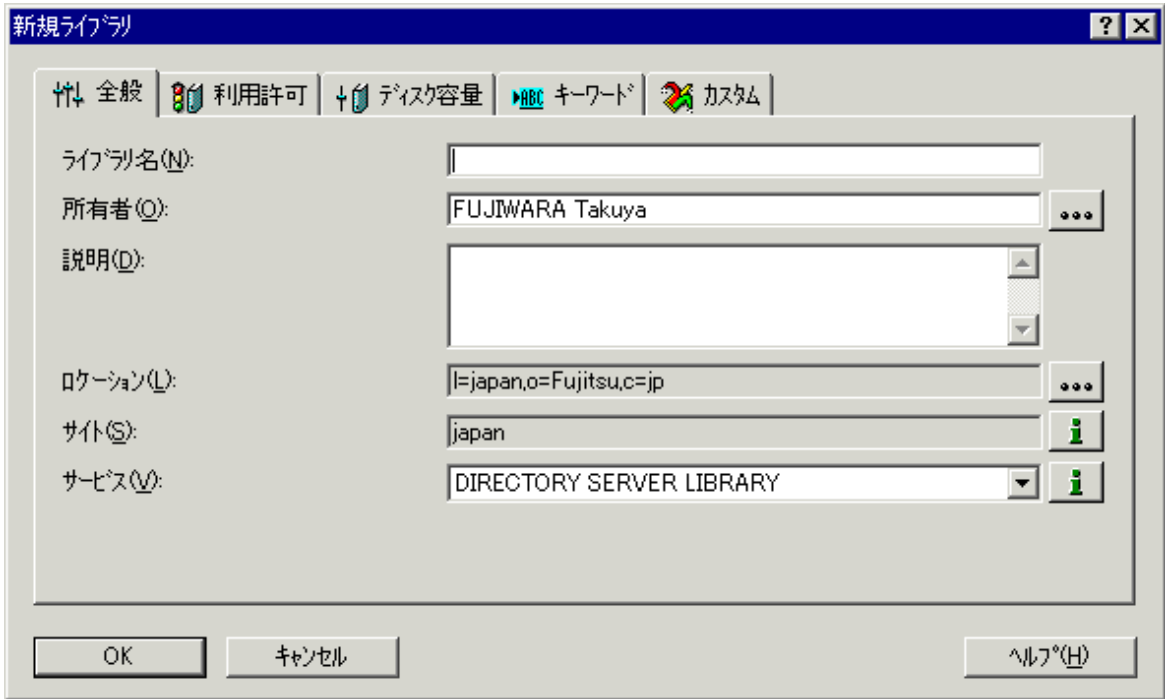 新規ﾗｲﾌﾞﾗﾘ
全般 利用許可 ﾃﾞｨｽｸ容量 ABC ｷｰﾜｰﾄﾞ ｶｽﾀﾑ
ﾗｲﾌﾞﾗﾘ名(N):
所有者(O): FUJIWARA Takuya
説明(D):
ﾛｹｰｼｮﾝ(L): l=japan,o=Fujitsu,c=jp
ｻｲﾄ(S): japan
ｻｰﾋﾞｽ(V): DIRECTORY SERVER LIBRARY
OK ｷｬﾝｾﾙ ﾍﾙﾌﾟ(H)